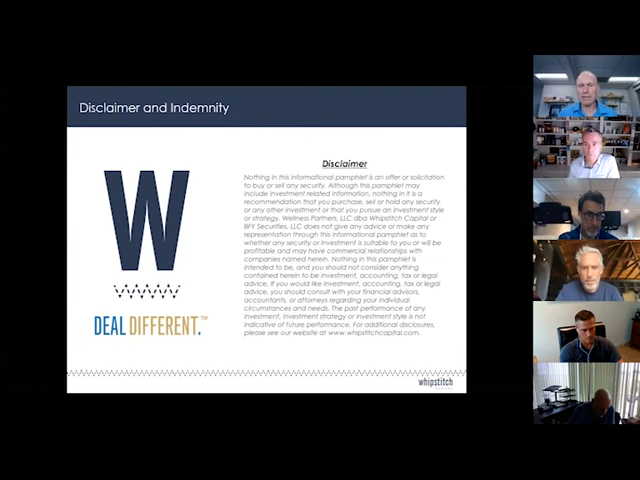 Disclaimer and Indemnity
W
DEAL DIFFERENT.™
Disclaimer
Nothing in this informational pamphlet is an offer or solicitation
to buy or sell any security. Although this pamphlet may
include investment related information, nothing in it is a
recommendation that you purchase, sell or hold any security
or any other investment or that you pursue an investment style
or strategy. Wellness Partners, LLC dba Whipstitch Capital or
BFY Securities, LLC does not give any advice or make any
representation through this informational pamphlet as to
whether any security or investment is suitable to you or will be
profitable and may have commercial relationships with
companies named herein. Nothing in this pamphlet is
intended to be, and you should not consider anything
contained herein to be investment, accounting, tax or legal
advice. If you would like investment, accounting, tax or legal
advice, you should consult with your financial advisors,
accountants, or attorneys regarding your individual
circumstances and needs. The past performance of any
investment, investment strategy or investment style is not
indicative of future performance. For additional disclosures,
please see our website at www.whipstitchcapital.com.
whipstitch